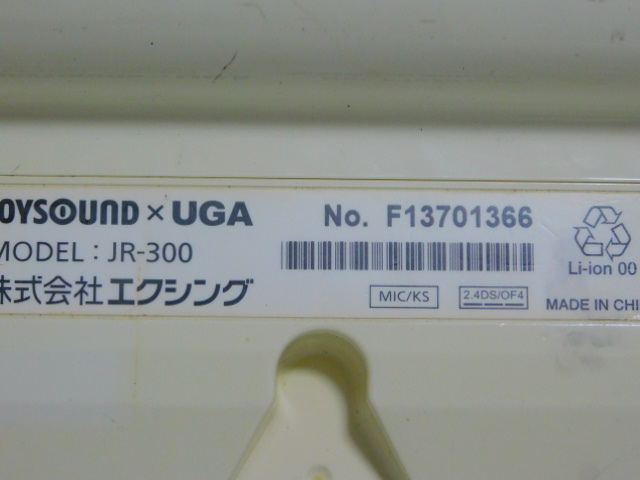 OYSOUND × UGA
No. F13701366
MODEL : JR-300
株式会社エクシング
MIC/KS
2.4DS/OF4
Li-ion 00
MADE IN CHI